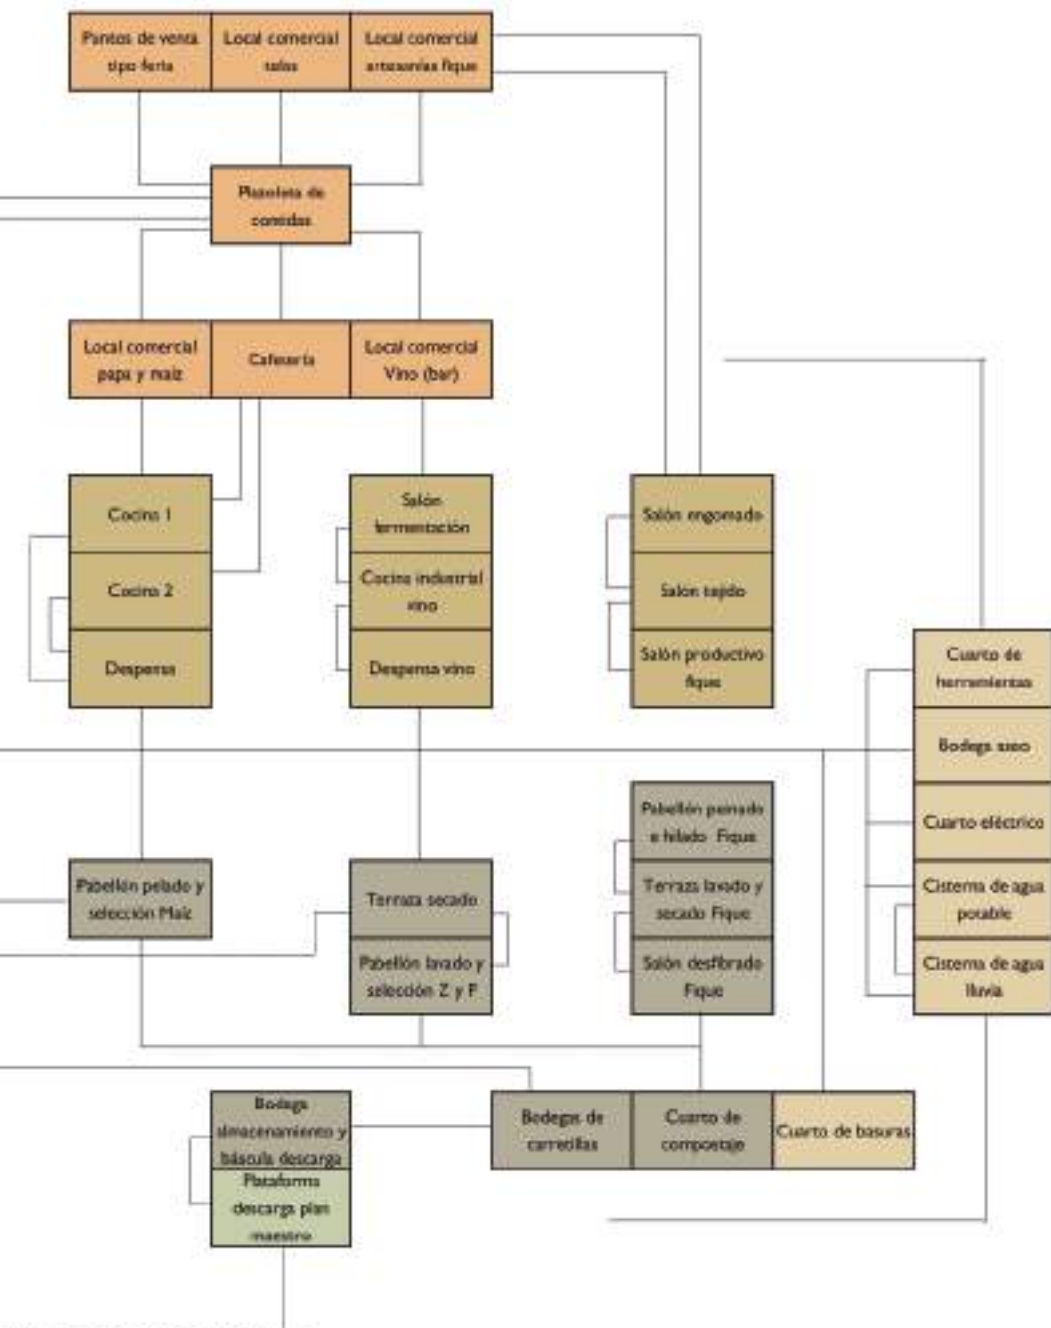 Puntos de venta
tipo feria
Local comercial
salas
Local comercial
artesanías fique
Plazoleta de
comidas
Local comercial
papa y maíz
Cafetería
Local comercial
Vino (bar)
Cocina 1
Cocina 2
Despensa
Salón
fermentación
Cocina industrial
vino
Despensa vino
Salón engomado
Salón tejido
Salón productivo
fique
Cuarto de
herramientas
Bodega aseo
Cuarto eléctrico
Cisterna de agua
potable
Cisterna de agua
lluvia
Pabellón peinado
e hilado Fique
Terraza lavado y
secado Fique
Salón desfibrado
Fique
Pabellón pelado y
selección Maíz
Terraza secado
Pabellón lavado y
selección Z y P
Bodega
almacenamiento y
báscula descarga
Plataforma
descarga plan
maestro
Bodegas de
carretillas
Cuarto de
compostaje
Cuarto de basuras